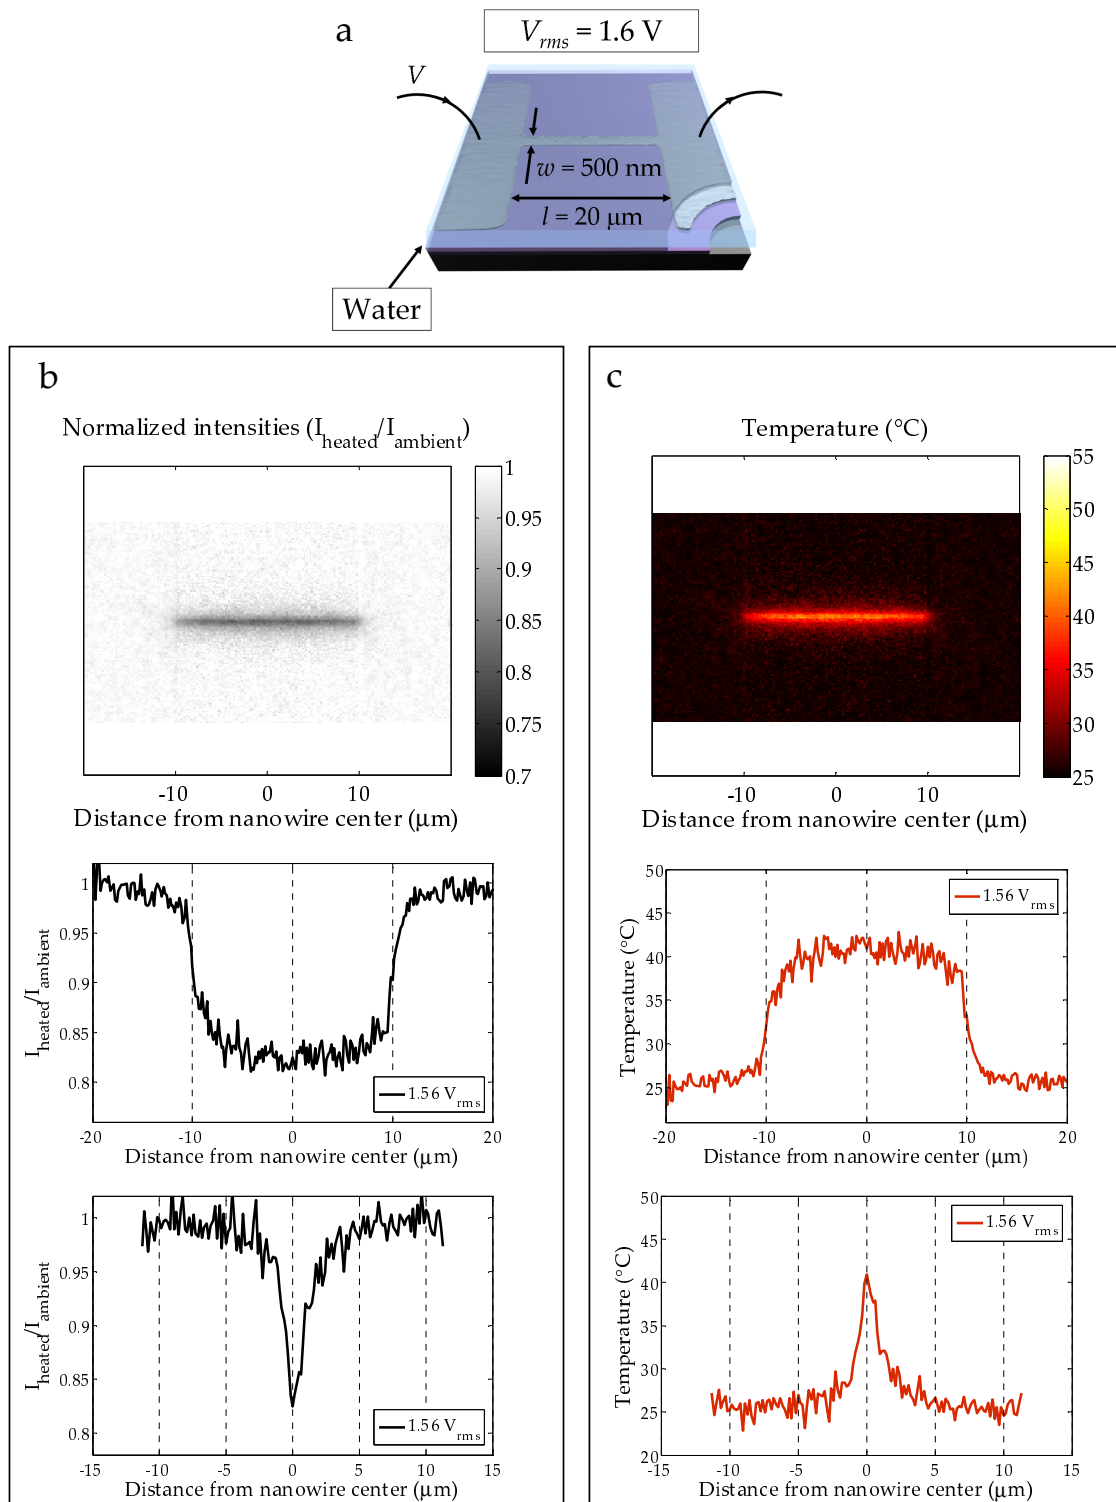 a
V_rms = 1.6 V
V
w = 500 nm
l = 20 μm
Water
b
Normalized intensities (I_heated/I_ambient)
1
0.95
0.9
0.85
0.8
0.75
0.7
-10 0 10
Distance from nanowire center (μm)
I_heated/I_ambient
1
0.95
0.9
0.85
0.8
1.56 V_rms
-20 -10 0 10 20
Distance from nanowire center (μm)
I_heated/I_ambient
1
0.95
0.9
0.85
0.8
1.56 V_rms
-15 -10 -5 0 5 10 15
Distance from nanowire center (μm)
c
Temperature (°C)
55
50
45
40
35
30
25
-10 0 10
Distance from nanowire center (μm)
Temperature (°C)
50
45
40
35
30
25
1.56 V_rms
-20 -10 0 10 20
Distance from nanowire center (μm)
Temperature (°C)
50
45
40
35
30
25
20
1.56 V_rms
-15 -10 -5 0 5 10 15
Distance from nanowire center (μm)